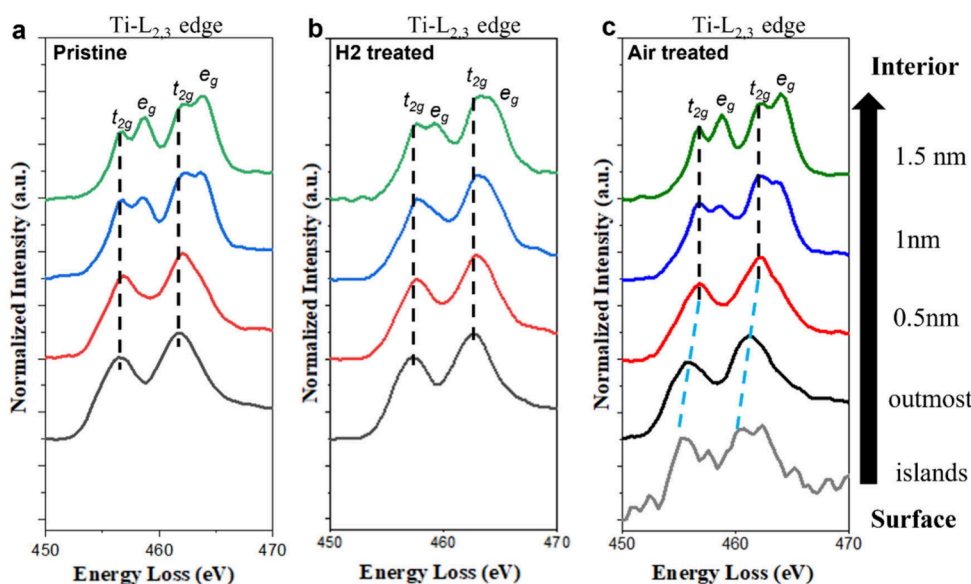 a
Ti-L2,3 edge
Pristine
t2g
eg
t2g
eg
Normalized Intensity (a.u.)
450
460
470
Energy Loss (eV)
b
Ti-L2,3 edge
H2 treated
t2g
eg
t2g
eg
Normalized Intensity (a.u.)
450
460
470
Energy Loss (eV)
c
Ti-L2,3 edge
Air treated
t2g
eg
t2g
eg
Normalized Intensity (a.u.)
450
460
470
Energy Loss (eV)
Interior
1.5 nm
1nm
0.5nm
outmost
islands
Surface